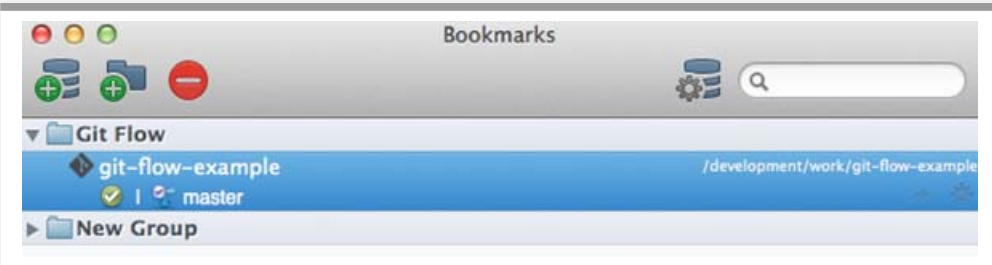 Bookmarks
Git Flow
git-flow-example /development/work/git-flow-example
master
New Group